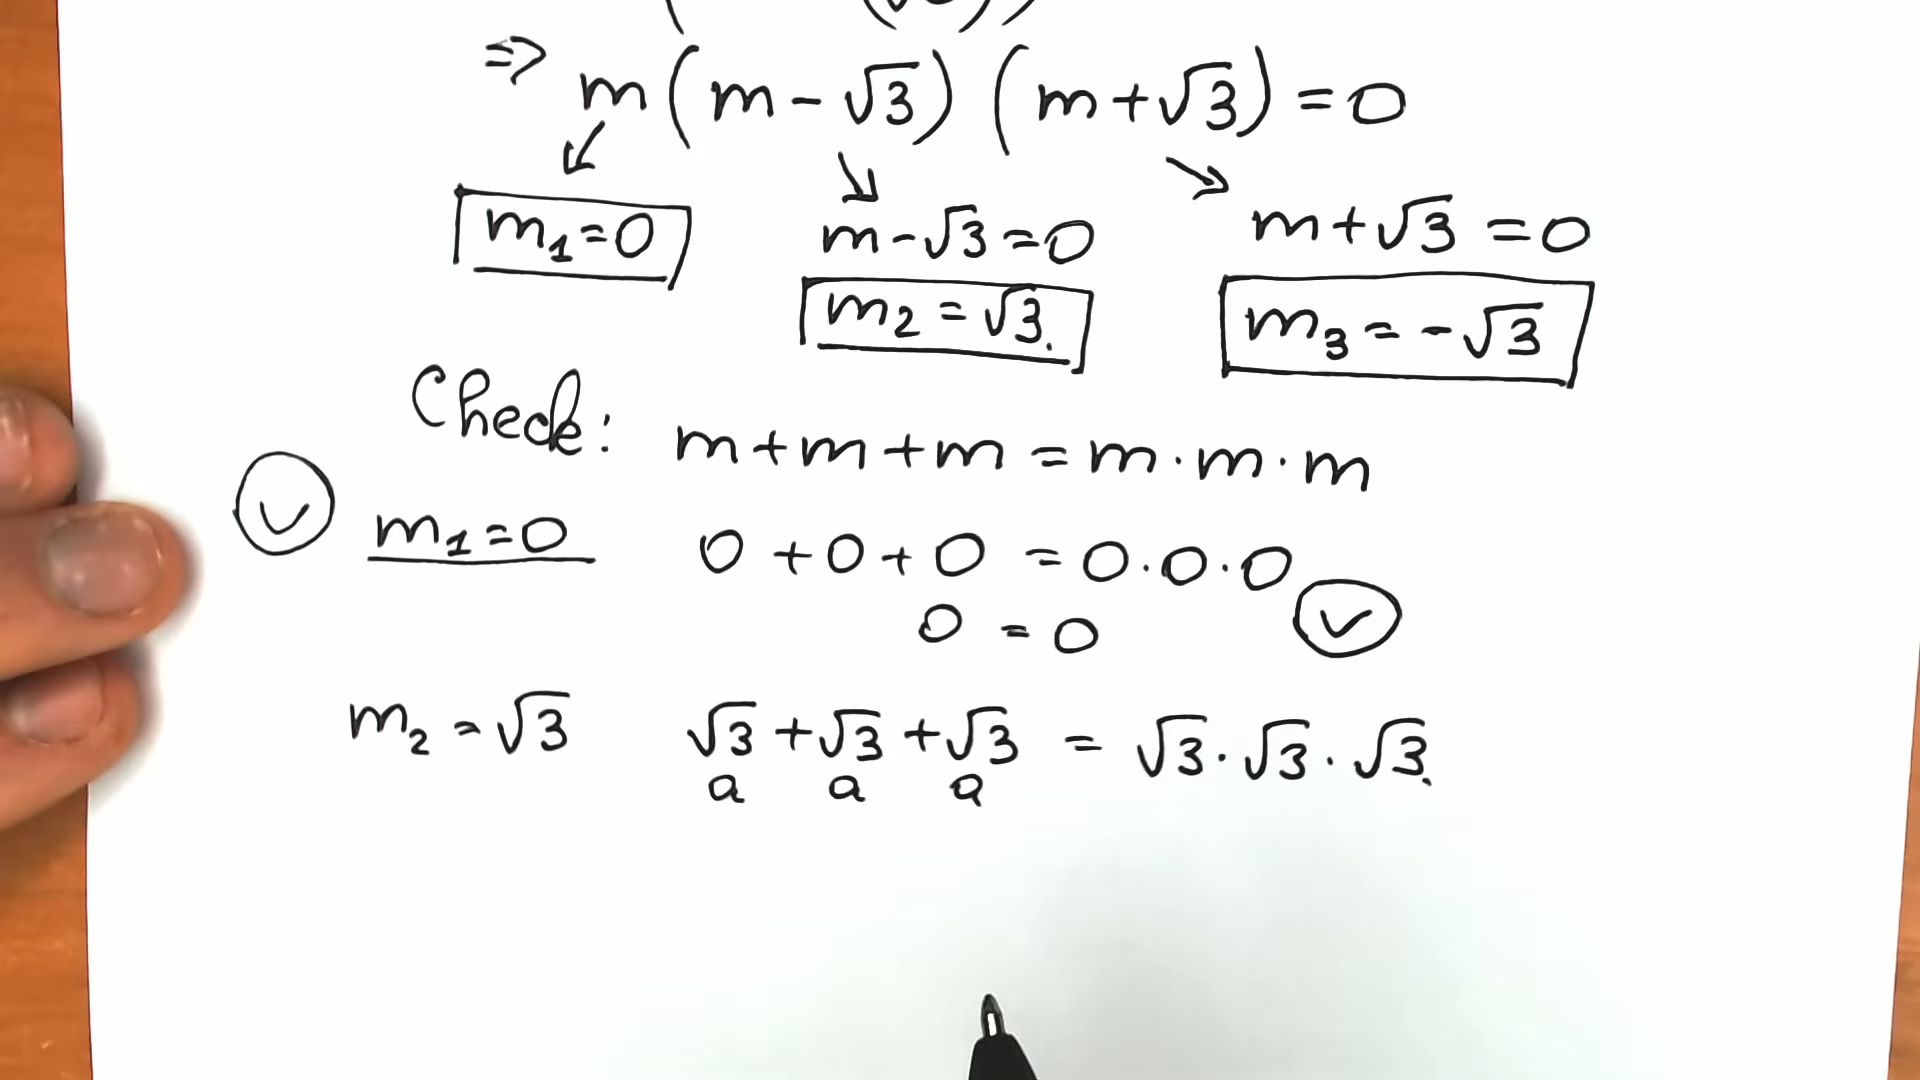 => m(m-√3) (m+√3)=0
m₁=0
m-√3=0
m+√3=0
m₂=√3.
m₃=-√3
Check: m+m+m=m·m·m
m₁=0 0+0+0=0·0·0
0=0
m₂=√3 √3+√3+√3=√3·√3·√3.
a a a